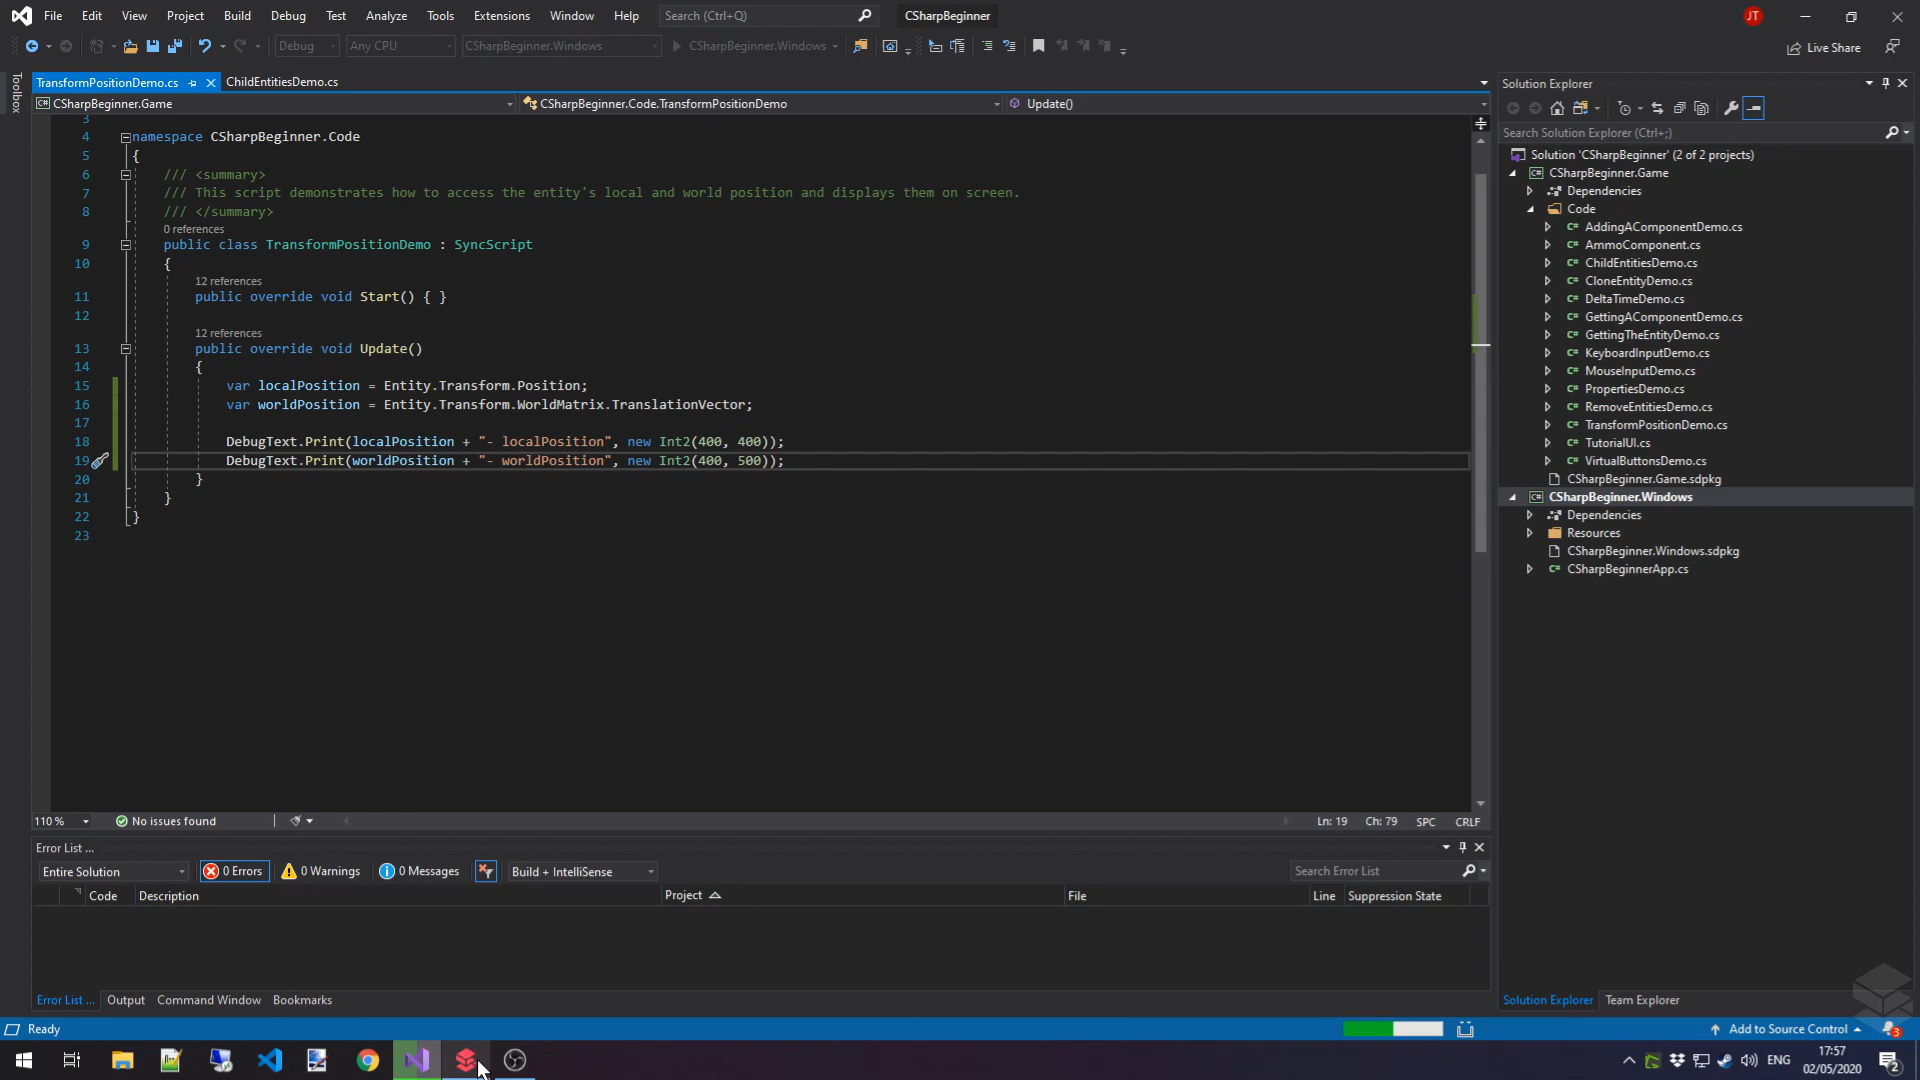 File Edit View Project Build Debug Test Analyze Tools Extensions Window Help Search (Ctrl+Q) CSharpBeginner JT
Debug Any CPU CSharpBeginner.Windows CSharpBeginner.Windows Live Share
Toolbox
TransformPositionDemo.cs ChildEntitiesDemo.cs
CSharpBeginner.Game CSharpBeginner.Code.TransformPositionDemo Update()
3
4 namespace CSharpBeginner.Code
5 {
6 /// <summary>
7 /// This script demonstrates how to access the entity's local and world position and displays them on screen.
8 /// </summary>
0 references
9 public class TransformPositionDemo : SyncScript
10 {
12 references
11 public override void Start() { }
12
12 references
13 public override void Update()
14 {
15 var localPosition = Entity.Transform.Position;
16 var worldPosition = Entity.Transform.WorldMatrix.TranslationVector;
17
18 DebugText.Print(localPosition + "- localPosition", new Int2(400, 400));
19 DebugText.Print(worldPosition + "- worldPosition", new Int2(400, 500));
20 }
21 }
22 }
23
110 % No issues found Ln: 19 Ch: 79 SPC CRLF
Error List ...
Entire Solution 0 Errors 0 Warnings 0 Messages Build + IntelliSense Search Error List
Code Description Project File Line Suppression State
Error List ... Output Command Window Bookmarks
Solution Explorer
Search Solution Explorer (Ctrl+;)
Solution 'CSharpBeginner' (2 of 2 projects)
CSharpBeginner.Game
Dependencies
Code
AddingAComponentDemo.cs
AmmoComponent.cs
ChildEntitiesDemo.cs
CloneEntityDemo.cs
DeltaTimeDemo.cs
GettingAComponentDemo.cs
GettingTheEntityDemo.cs
KeyboardInputDemo.cs
MouseInputDemo.cs
PropertiesDemo.cs
RemoveEntitiesDemo.cs
TransformPositionDemo.cs
TutorialUI.cs
VirtualButtonsDemo.cs
CSharpBeginner.Game.sdpkg
CSharpBeginner.Windows
Dependencies
Resources
CSharpBeginner.Windows.sdpkg
CSharpBeginnerApp.cs
Solution Explorer Team Explorer
Ready Add to Source Control 3
ENG 17:57 2
02/05/2020